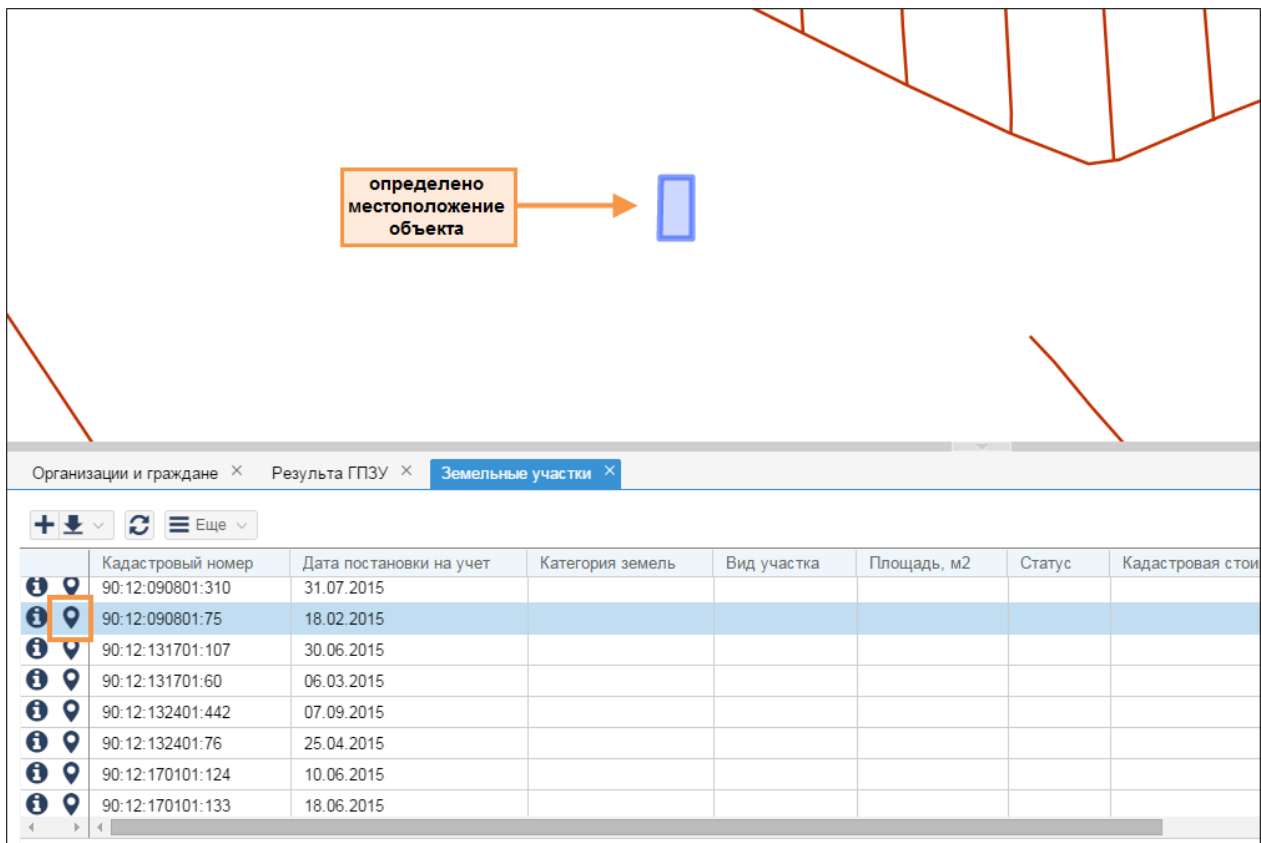 определено
местоположение
объекта
Организации и граждане × Результа ГПЗУ × Земельные участки ×
Еще
Кадастровый номер Дата постановки на учет Категория земель Вид участка Площадь, м2 Статус Кадастровая стои
90:12:090801:310 31.07.2015
90:12:090801:75 18.02.2015
90:12:131701:107 30.06.2015
90:12:131701:60 06.03.2015
90:12:132401:442 07.09.2015
90:12:132401:76 25.04.2015
90:12:170101:124 10.06.2015
90:12:170101:133 18.06.2015